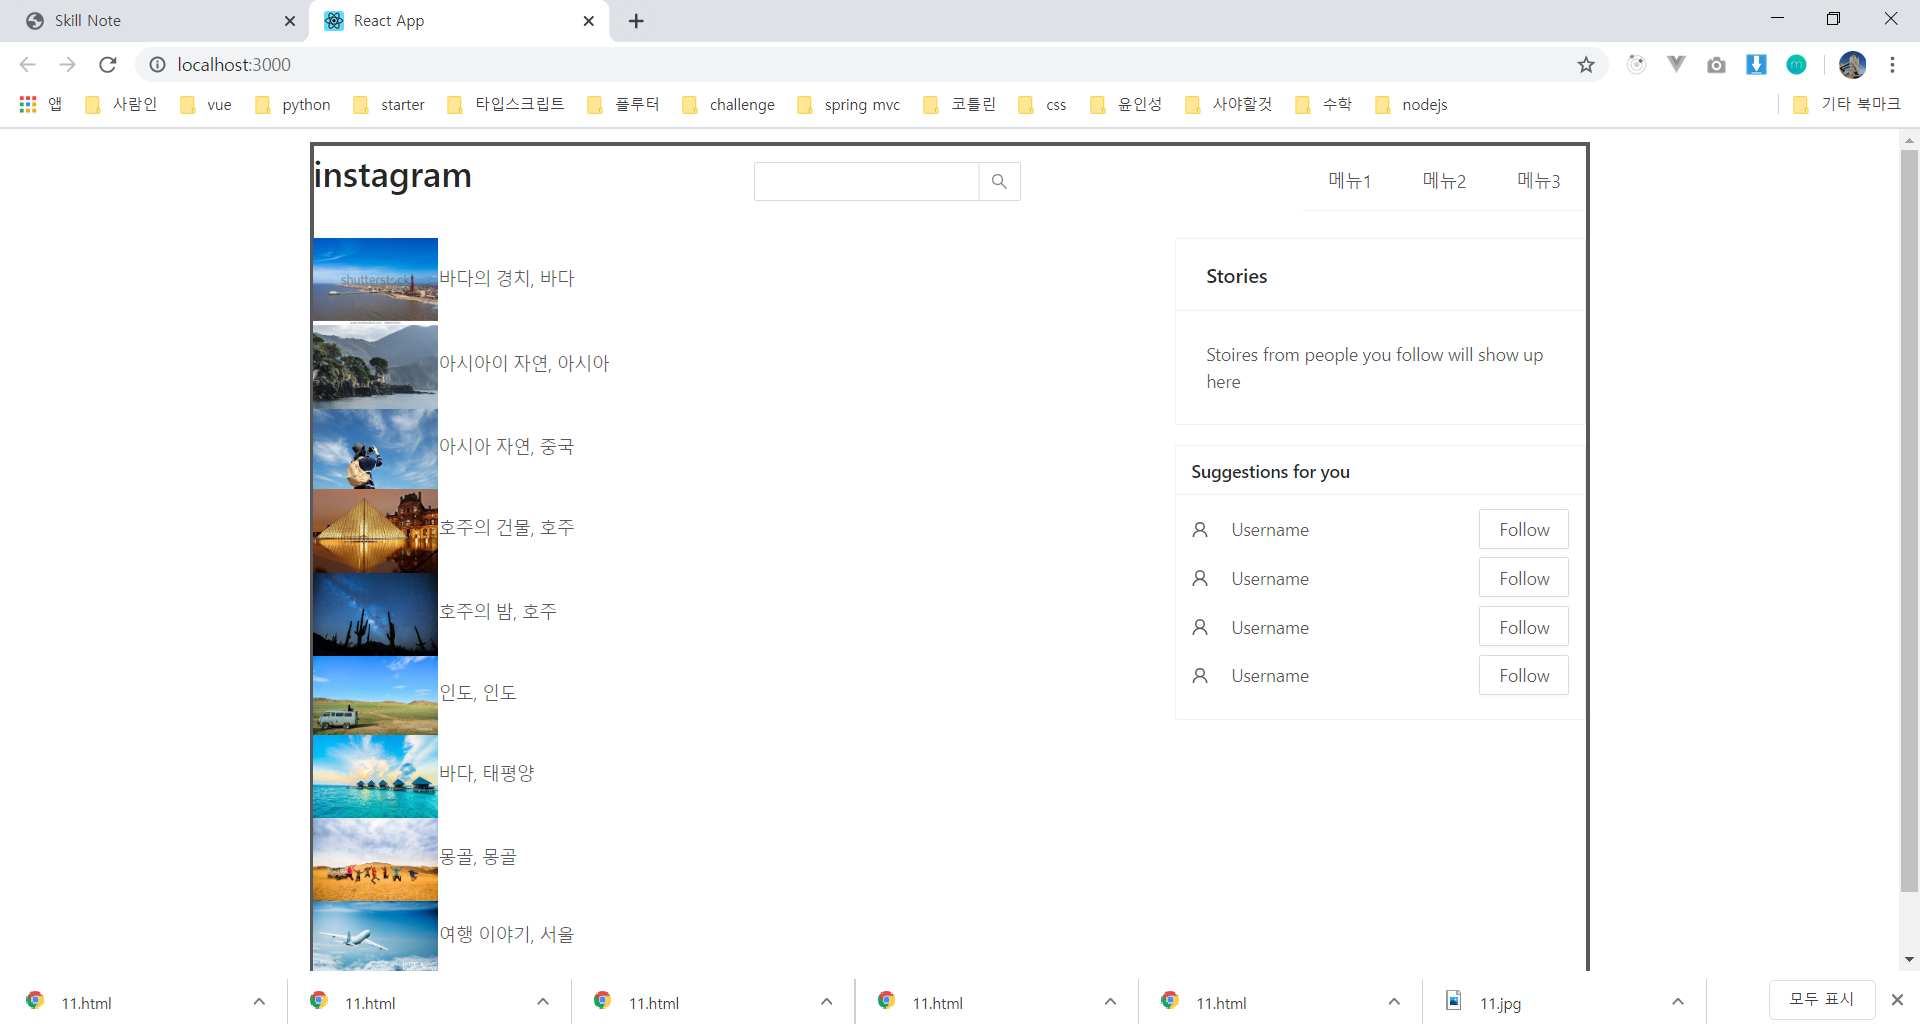 Skill Note
React App
localhost:3000
앱
사람인
vue
python
starter
타입스크립트
플루터
challenge
spring mvc
코틀린
css
윤인성
사야할것
수학
nodejs
기타 북마크
instagram
메뉴1
메뉴2
메뉴3
shutterstock
바다의 경치, 바다
아시아이 자연, 아시아
아시아 자연, 중국
호주의 건물, 호주
호주의 밤, 호주
인도, 인도
바다, 태평양
몽골, 몽골
여행 이야기, 서울
Stories
Stoires from people you follow will show up
here
Suggestions for you
Username Follow
Username Follow
Username Follow
Username Follow
11.html
11.html
11.html
11.html
11.html
11.jpg
모두 표시